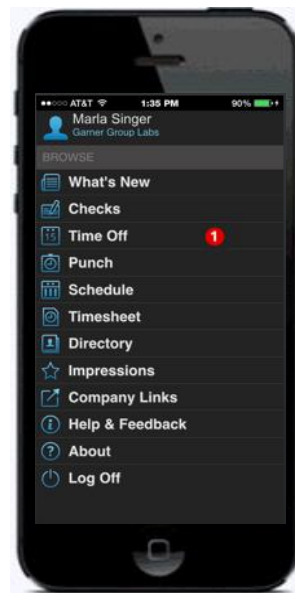 AT&T 1:35 PM 90%
Marla Singer
Garner Group Labs
BROWSE
What's New
Checks
15 Time Off 1
Punch
Schedule
Timesheet
Directory
Impressions
Company Links
Help & Feedback
About
Log Off